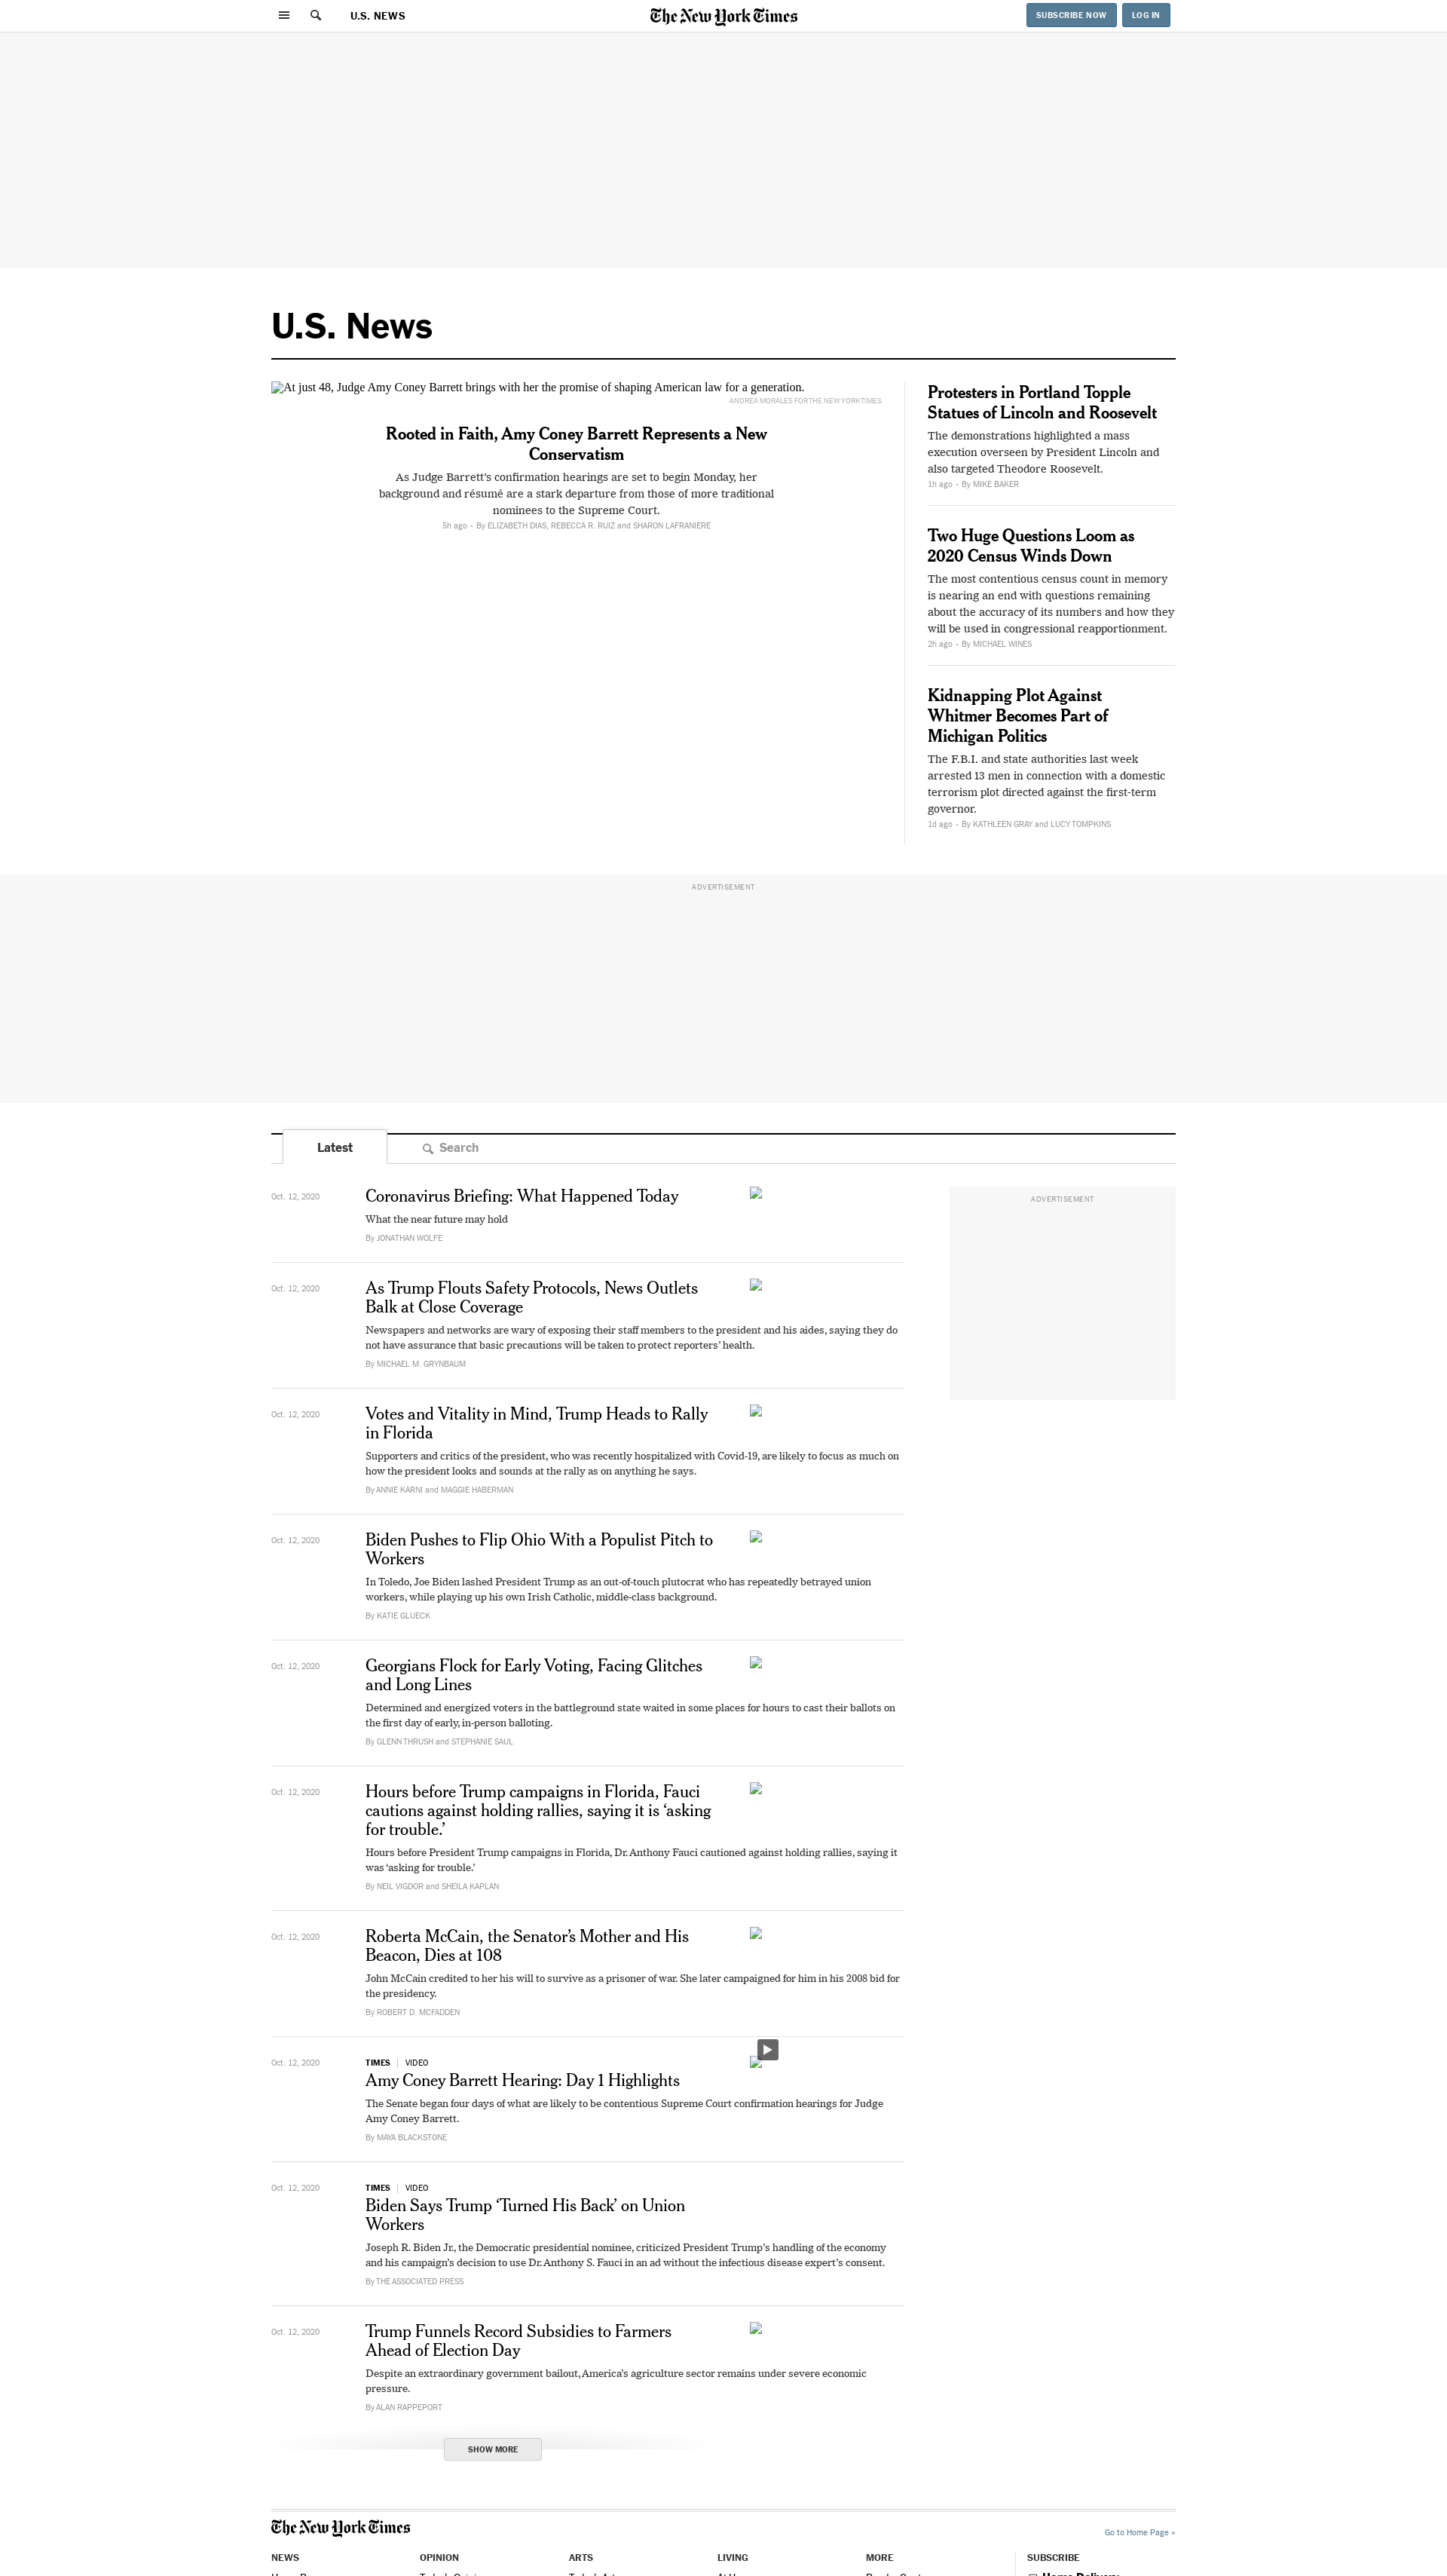 U.S. NEWS
The New York Times
SUBSCRIBE NOW
LOG IN
U.S. News
At just 48, Judge Amy Coney Barrett brings with her the promise of shaping American law for a generation.
ANDREA MORALES FOR THE NEW YORK TIMES
Rooted in Faith, Amy Coney Barrett Represents a New
Conservatism
As Judge Barrett’s confirmation hearings are set to begin Monday, her
background and résumé are a stark departure from those of more traditional
nominees to the Supreme Court.
5h ago • By ELIZABETH DIAS, REBECCA R. RUIZ and SHARON LAFRANIERE
Protesters in Portland Topple
Statues of Lincoln and Roosevelt
The demonstrations highlighted a mass
execution overseen by President Lincoln and
also targeted Theodore Roosevelt.
1h ago • By MIKE BAKER
Two Huge Questions Loom as
2020 Census Winds Down
The most contentious census count in memory
is nearing an end with questions remaining
about the accuracy of its numbers and how they
will be used in congressional reapportionment.
2h ago • By MICHAEL WINES
Kidnapping Plot Against
Whitmer Becomes Part of
Michigan Politics
The F.B.I. and state authorities last week
arrested 13 men in connection with a domestic
terrorism plot directed against the first-term
governor.
1d ago • By KATHLEEN GRAY and LUCY TOMPKINS
ADVERTISEMENT
Latest
Search
Oct. 12, 2020
Coronavirus Briefing: What Happened Today
What the near future may hold
By JONATHAN WOLFE
ADVERTISEMENT
Oct. 12, 2020
As Trump Flouts Safety Protocols, News Outlets
Balk at Close Coverage
Newspapers and networks are wary of exposing their staff members to the president and his aides, saying they do
not have assurance that basic precautions will be taken to protect reporters’ health.
By MICHAEL M. GRYNBAUM
Oct. 12, 2020
Votes and Vitality in Mind, Trump Heads to Rally
in Florida
Supporters and critics of the president, who was recently hospitalized with Covid-19, are likely to focus as much on
how the president looks and sounds at the rally as on anything he says.
By ANNIE KARNI and MAGGIE HABERMAN
Oct. 12, 2020
Biden Pushes to Flip Ohio With a Populist Pitch to
Workers
In Toledo, Joe Biden lashed President Trump as an out-of-touch plutocrat who has repeatedly betrayed union
workers, while playing up his own Irish Catholic, middle-class background.
By KATIE GLUECK
Oct. 12, 2020
Georgians Flock for Early Voting, Facing Glitches
and Long Lines
Determined and energized voters in the battleground state waited in some places for hours to cast their ballots on
the first day of early, in-person balloting.
By GLENN THRUSH and STEPHANIE SAUL
Oct. 12, 2020
Hours before Trump campaigns in Florida, Fauci
cautions against holding rallies, saying it is ‘asking
for trouble.’
Hours before President Trump campaigns in Florida, Dr. Anthony Fauci cautioned against holding rallies, saying it
was ‘asking for trouble.’
By NEIL VIGDOR and SHEILA KAPLAN
Oct. 12, 2020
Roberta McCain, the Senator’s Mother and His
Beacon, Dies at 108
John McCain credited to her his will to survive as a prisoner of war. She later campaigned for him in his 2008 bid for
the presidency.
By ROBERT D. MCFADDEN
Oct. 12, 2020
TIMES | VIDEO
Amy Coney Barrett Hearing: Day 1 Highlights
The Senate began four days of what are likely to be contentious Supreme Court confirmation hearings for Judge
Amy Coney Barrett.
By MAYA BLACKSTONE
Oct. 12, 2020
TIMES | VIDEO
Biden Says Trump ‘Turned His Back’ on Union
Workers
Joseph R. Biden Jr., the Democratic presidential nominee, criticized President Trump’s handling of the economy
and his campaign’s decision to use Dr. Anthony S. Fauci in an ad without the infectious disease expert’s consent.
By THE ASSOCIATED PRESS
Oct. 12, 2020
Trump Funnels Record Subsidies to Farmers
Ahead of Election Day
Despite an extraordinary government bailout, America’s agriculture sector remains under severe economic
pressure.
By ALAN RAPPEPORT
SHOW MORE
The New York Times
Go to Home Page »
NEWS
OPINION
ARTS
LIVING
MORE
SUBSCRIBE